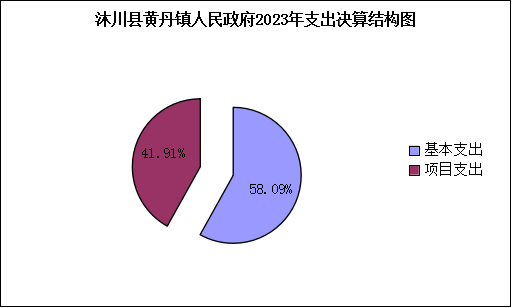 沐川县黄丹镇人民政府2023年支出决算结构图
41.91%
58.09%
基本支出
项目支出